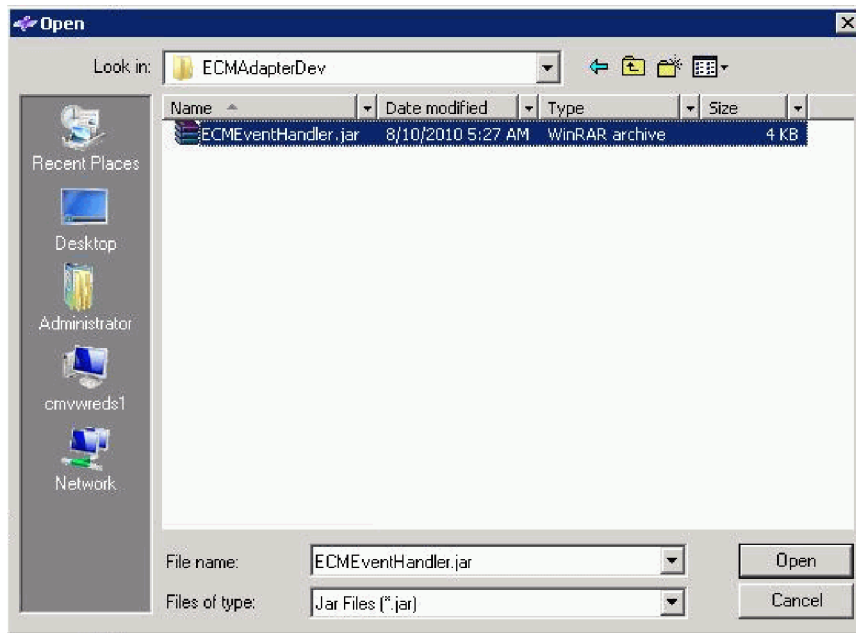 Open
Look in: ECMAdapterDev
Name Date modified Type Size
ECMEventHandler.jar 8/10/2010 5:27 AM WinRAR archive 4 KB
Recent Places
Desktop
Administrator
cmvwreds1
Network
File name: ECMEventHandler.jar Open
Files of type: Jar Files (*.jar) Cancel